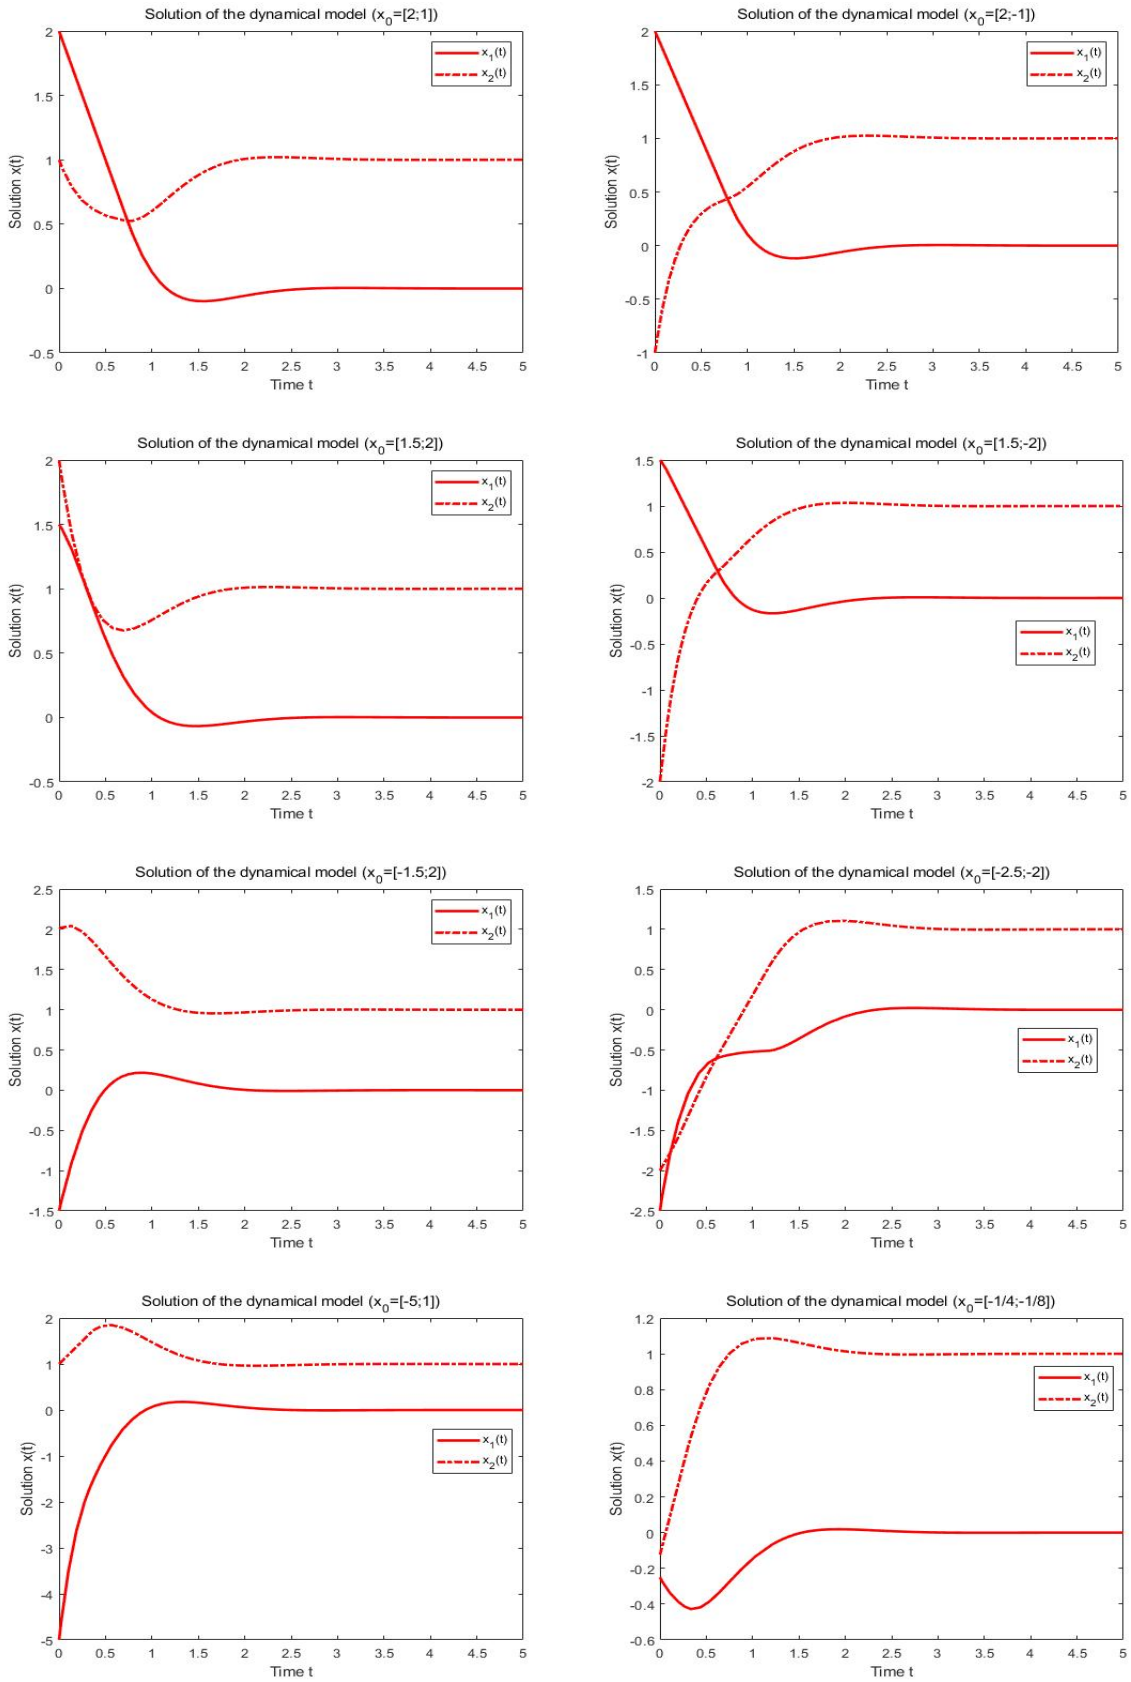 Solution of the dynamical model (x0=[2;1])
2
1.5
1
0.5
0
-0.5
Solution x(t)
x1(t)
x2(t)
0 0.5 1 1.5 2 2.5 3 3.5 4 4.5 5
Time t
Solution of the dynamical model (x0=[2;-1])
2
1.5
1
0.5
0
-0.5
-1
Solution x(t)
x1(t)
x2(t)
0 0.5 1 1.5 2 2.5 3 3.5 4 4.5 5
Time t
Solution of the dynamical model (x0=[1.5;2])
2
1.5
1
0.5
0
-0.5
Solution x(t)
x1(t)
x2(t)
0 0.5 1 1.5 2 2.5 3 3.5 4 4.5 5
Time t
Solution of the dynamical model (x0=[1.5;-2])
1.5
1
0.5
0
-0.5
-1
-1.5
-2
Solution x(t)
x1(t)
x2(t)
0 0.5 1 1.5 2 2.5 3 3.5 4 4.5 5
Time t
Solution of the dynamical model (x0=[-1.5;2])
2.5
2
1.5
1
0.5
0
-0.5
-1
-1.5
Solution x(t)
x1(t)
x2(t)
0 0.5 1 1.5 2 2.5 3 3.5 4 4.5 5
Time t
Solution of the dynamical model (x0=[-2.5;-2])
1.5
1
0.5
0
-0.5
-1
-1.5
-2
-2.5
Solution x(t)
x1(t)
x2(t)
0 0.5 1 1.5 2 2.5 3 3.5 4 4.5 5
Time t
Solution of the dynamical model (x0=[-5;1])
2
1
0
-1
-2
-3
-4
-5
Solution x(t)
x1(t)
x2(t)
0 0.5 1 1.5 2 2.5 3 3.5 4 4.5 5
Time t
Solution of the dynamical model (x0=[-1/4;-1/8])
1.2
1
0.8
0.6
0.4
0.2
0
-0.2
-0.4
-0.6
Solution x(t)
x1(t)
x2(t)
0 0.5 1 1.5 2 2.5 3 3.5 4 4.5 5
Time t